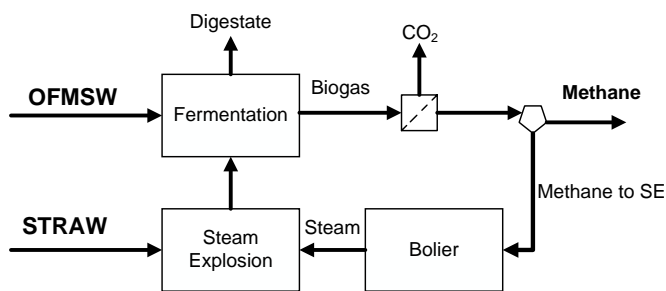 Digestate
CO₂
OFMSW
Fermentation
Biogas
Methane
Methane to SE
STRAW
Steam
Explosion
Steam
Bolier